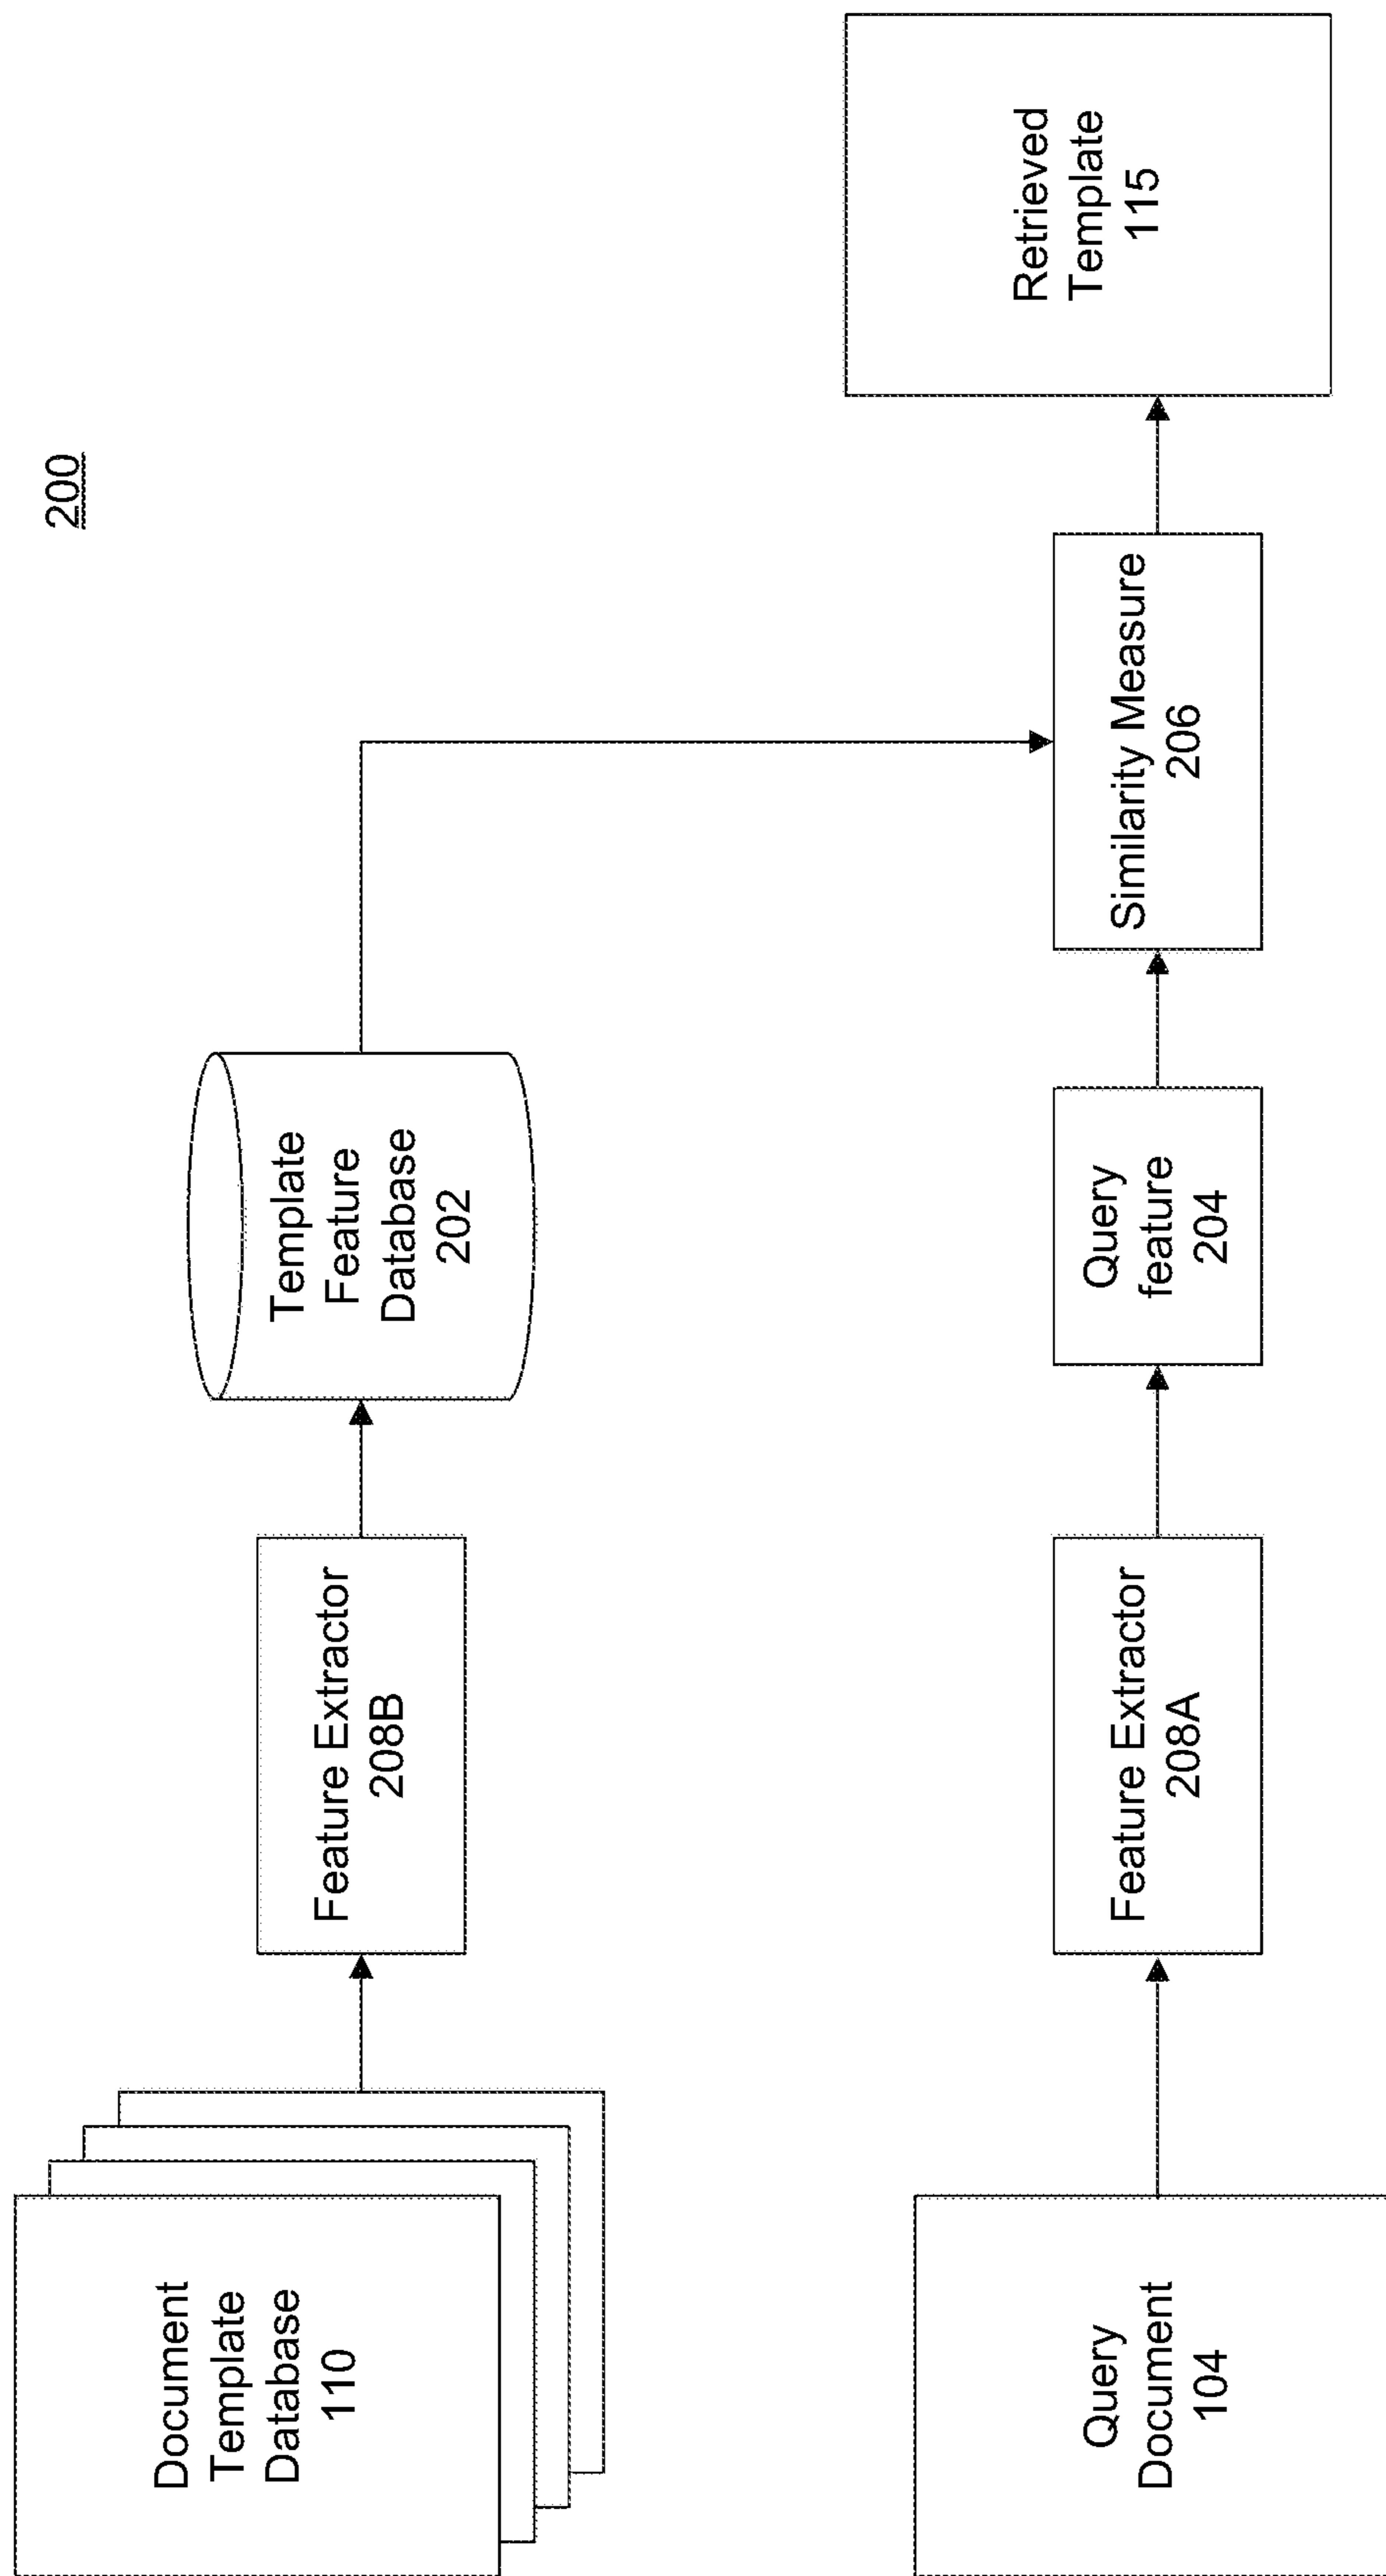 200
Document
Template
Database
110
Feature Extractor
208B
Template
Feature
Database
202
Query
Document
104
Feature Extractor
208A
Query
feature
204
Similarity Measure
206
Retrieved
Template
115